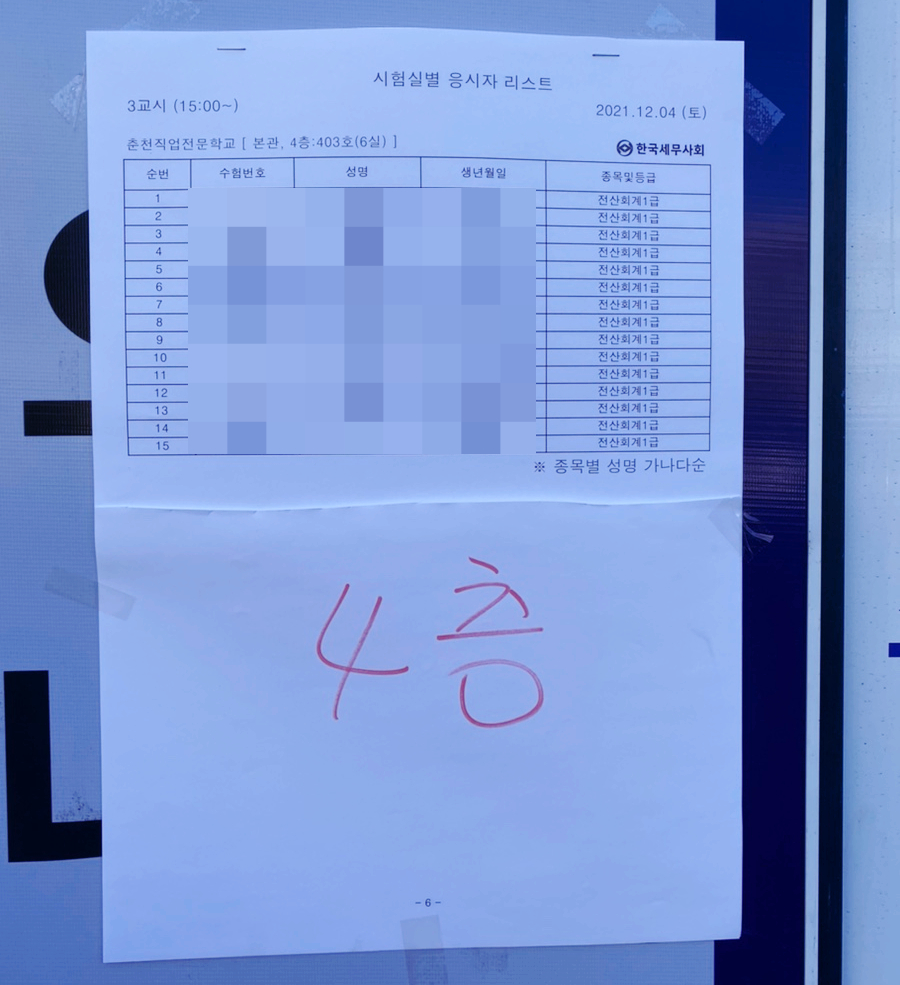 시험실별 응시자 리스트
3교시 (15:00~)
2021.12.04 (토)
춘천직업전문학교 [ 본관, 4층:403호(6실) ]
한국세무사회
순번 수험번호 성명 생년월일 종목및등급
1 전산회계1급
2 전산회계1급
3 전산회계1급
4 전산회계1급
5 전산회계1급
6 전산회계1급
7 전산회계1급
8 전산회계1급
9 전산회계1급
10 전산회계1급
11 전산회계1급
12 전산회계1급
13 전산회계1급
14 전산회계1급
15 전산회계1급
※ 종목별 성명 가나다순
4층
- 6 -